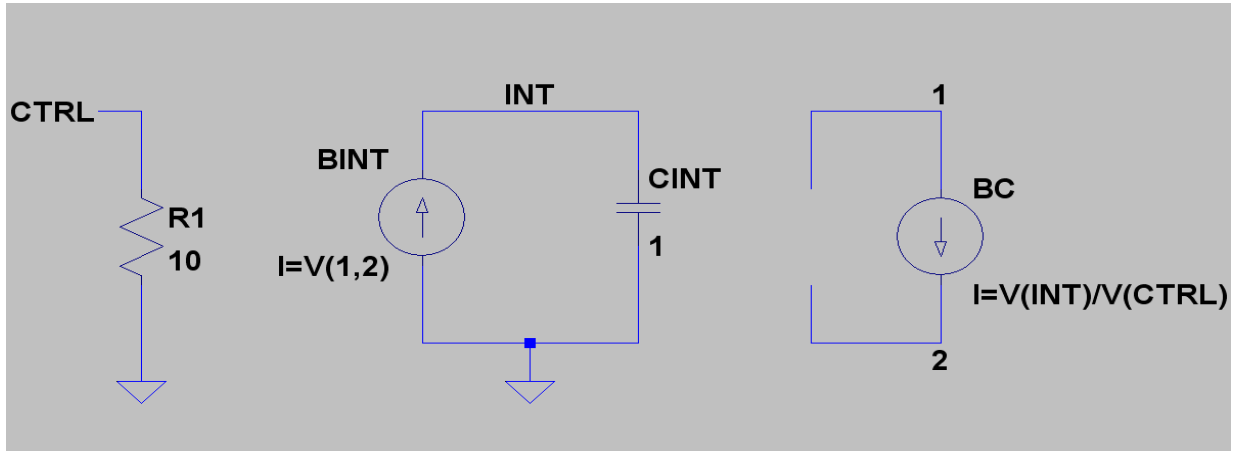 CTRL
R1
10
INT
BINT
I=V(1,2)
CINT
1
1
BC
I=V(INT)/V(CTRL)
2